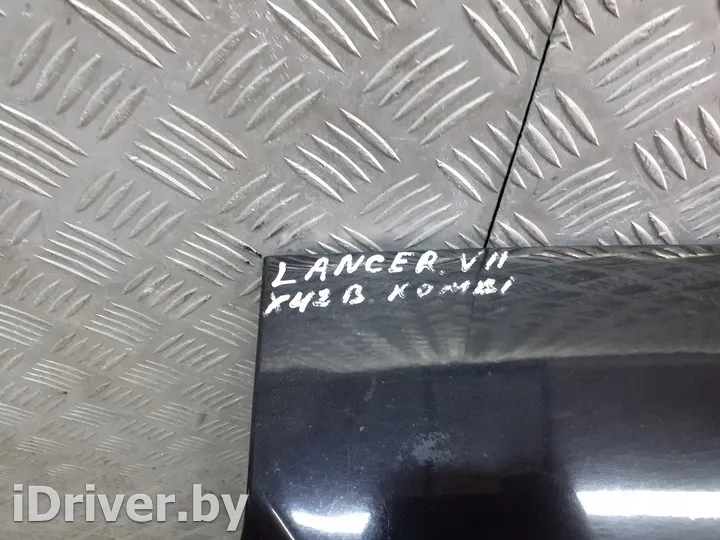 LANCER. VII
X42B. KOMBI
iDriver.by